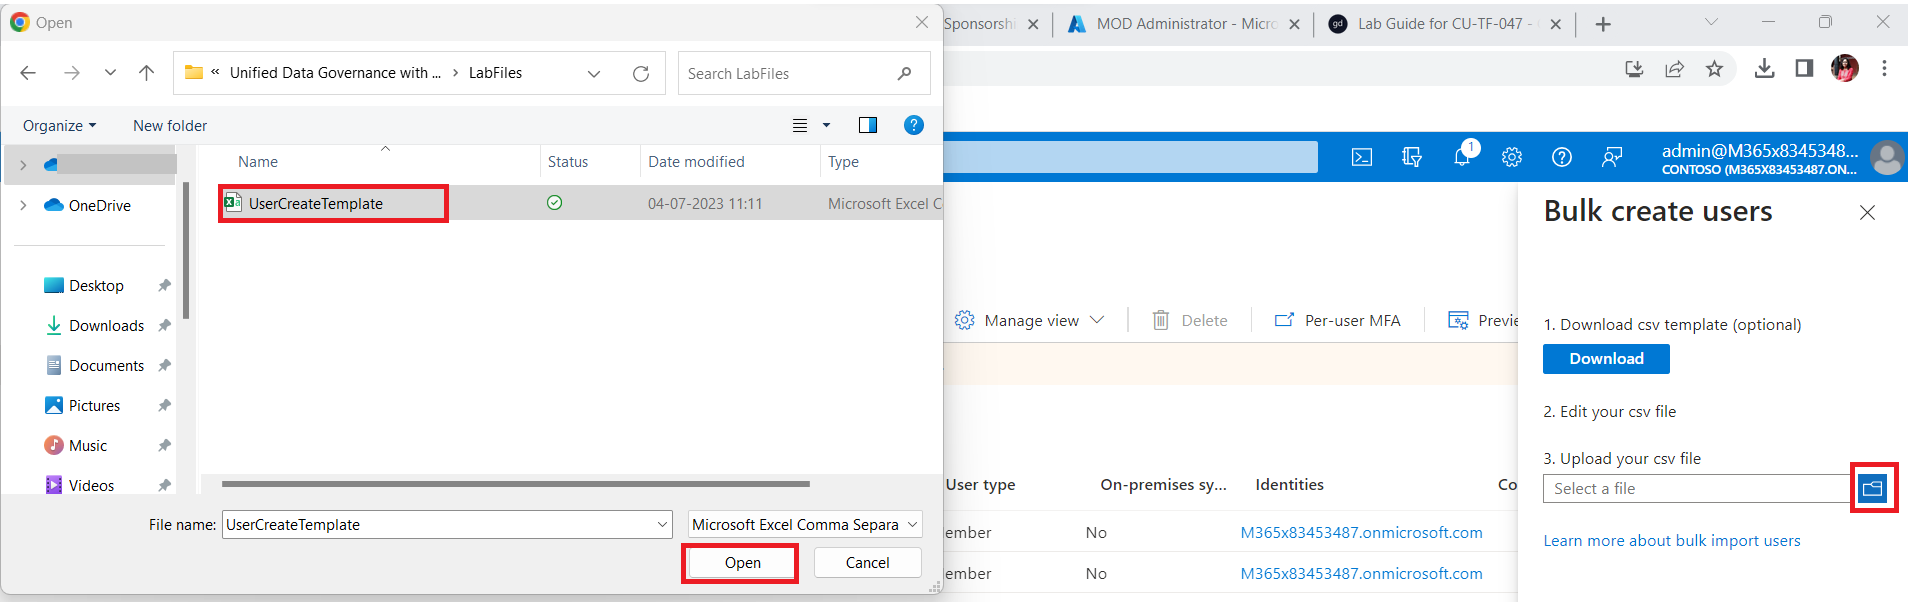 Open
Sponsorshi
MOD Administrator - Micro
gd
Lab Guide for CU-TF-047 -
« Unified Data Governance with ... > LabFiles
Search LabFiles
Organize
New folder
1
admin@M365x8345348...
CONTOSO (M365X83453487.ON...
Name
Status
Date modified
Type
UserCreateTemplate
04-07-2023 11:11
Microsoft Excel C
OneDrive
Desktop
Downloads
Documents
Pictures
Music
Videos
File name:
UserCreateTemplate
Microsoft Excel Comma Separa
Open
Cancel
Manage view
Delete
Per-user MFA
Previe
User type
On-premises sy...
Identities
Co
ember
No
M365x83453487.onmicrosoft.com
ember
No
M365x83453487.onmicrosoft.com
Bulk create users
1. Download csv template (optional)
Download
2. Edit your csv file
3. Upload your csv file
Select a file
Learn more about bulk import users